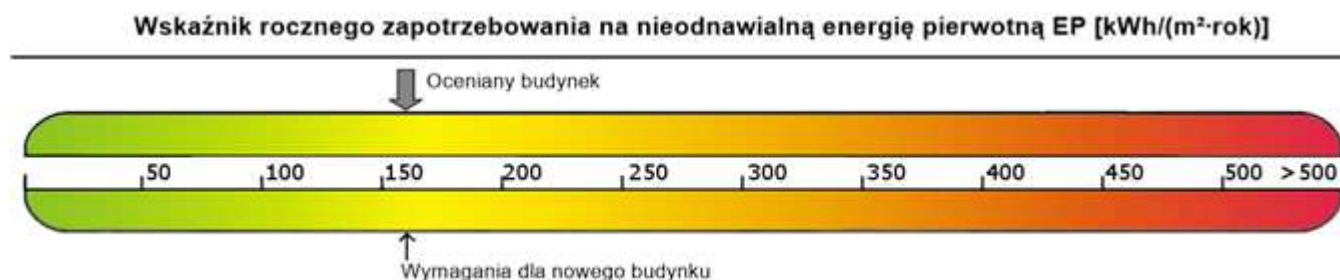 Wskaźnik rocznego zapotrzebowania na nieodnawialną energię pierwotną EP [kWh/(m²·rok)]
Oceniany budynek
50 100 150 200 250 300 350 400 450 500 >500
Wymagania dla nowego budynku